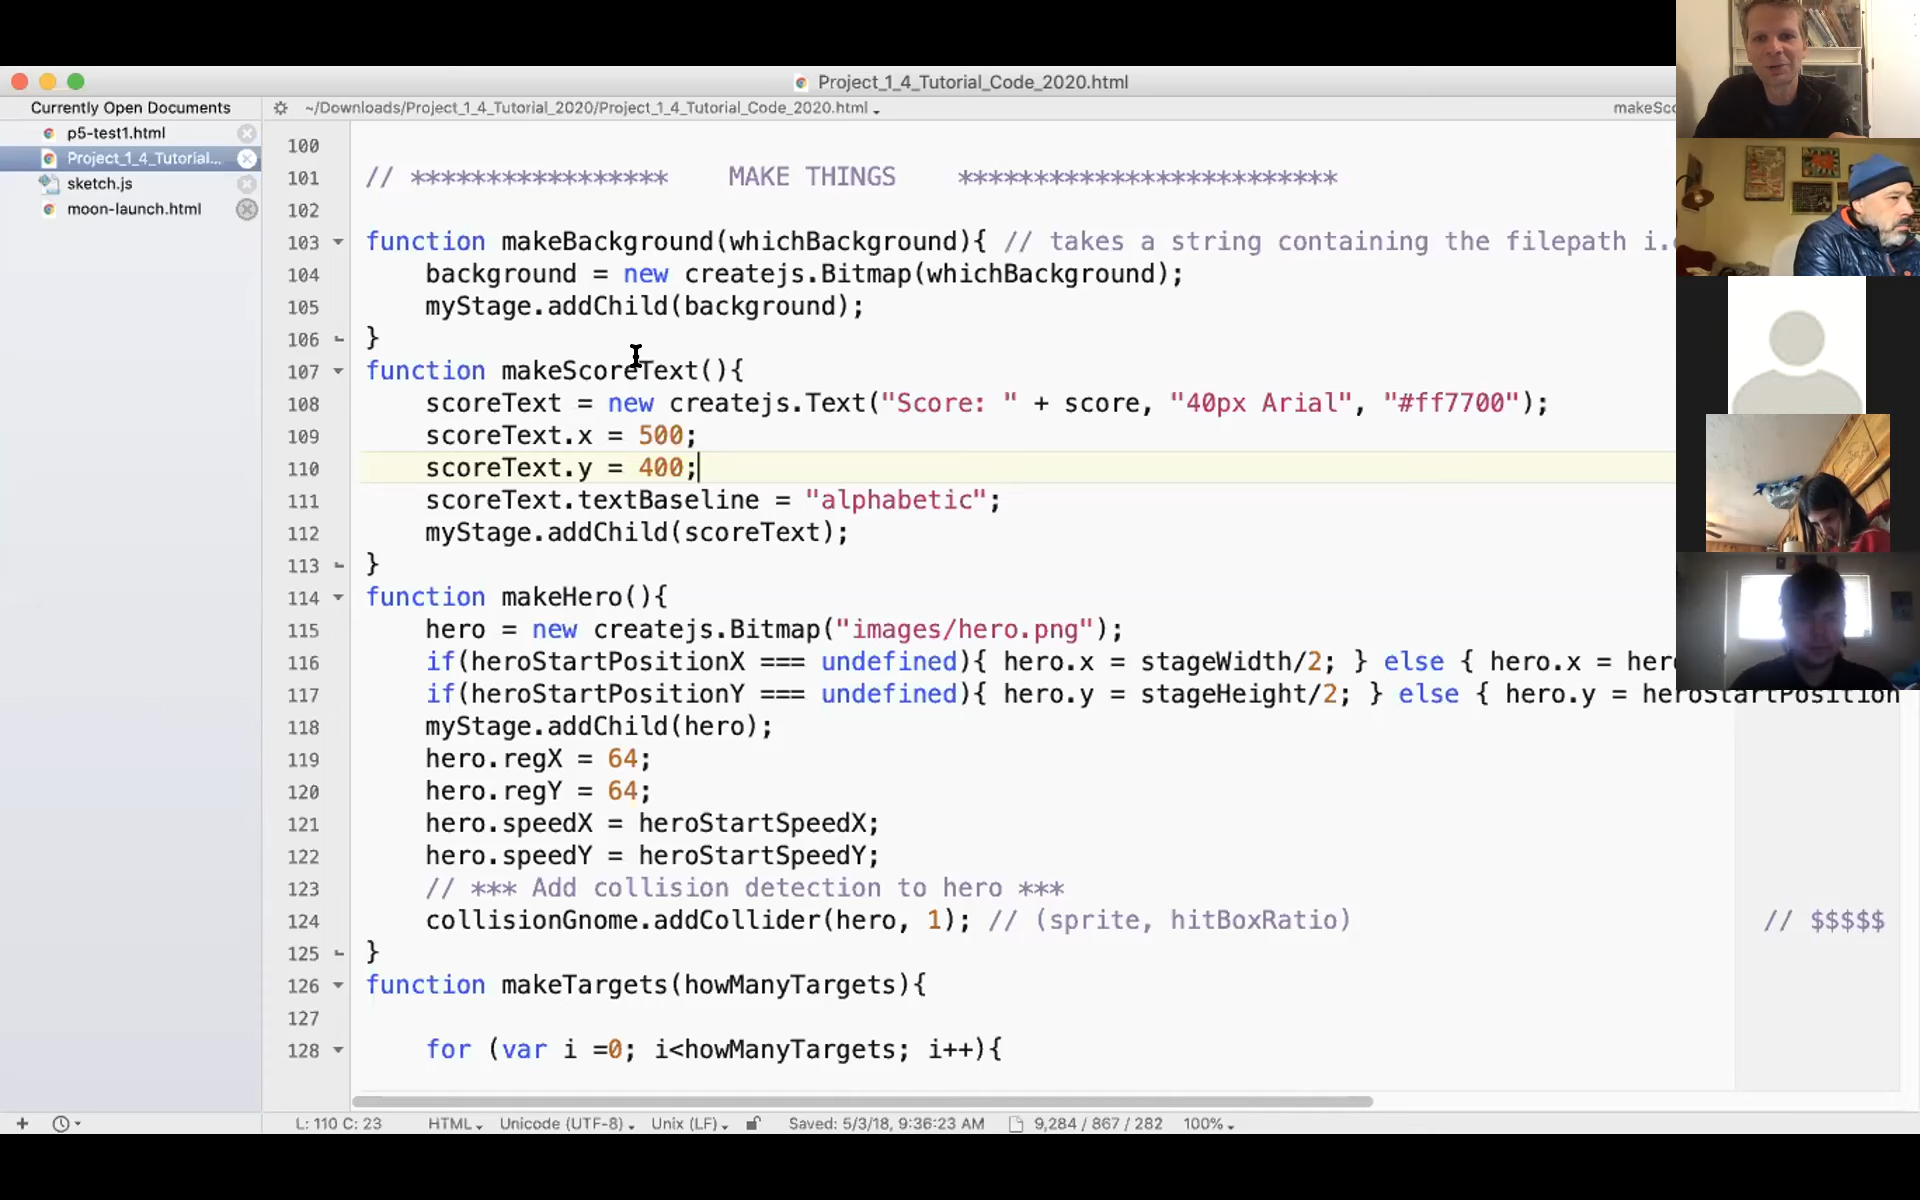 Project_1_4_Tutorial_Code_2020.html
Currently Open Documents
~/Downloads/Project_1_4_Tutorial_2020/Project_1_4_Tutorial_Code_2020.html
makeSco
p5-test1.html
Project_1_4_Tutorial...
sketch.js
moon-launch.html
100
101 // ***************** MAKE THINGS *************************
102
103 function makeBackground(whichBackground){ // takes a string containing the filepath i.
104 background = new createjs.Bitmap(whichBackground);
105 myStage.addChild(background);
106 }
107 function makeScoreText(){
108 scoreText = new createjs.Text("Score: " + score, "40px Arial", "#ff7700");
109 scoreText.x = 500;
110 scoreText.y = 400;
111 scoreText.textBaseline = "alphabetic";
112 myStage.addChild(scoreText);
113 }
114 function makeHero(){
115 hero = new createjs.Bitmap("images/hero.png");
116 if(heroStartPositionX === undefined){ hero.x = stageWidth/2; } else { hero.x = her
117 if(heroStartPositionY === undefined){ hero.y = stageHeight/2; } else { hero.y = heroStartPosition
118 myStage.addChild(hero);
119 hero.regX = 64;
120 hero.regY = 64;
121 hero.speedX = heroStartSpeedX;
122 hero.speedY = heroStartSpeedY;
123 // *** Add collision detection to hero ***
124 collisionGnome.addCollider(hero, 1); // (sprite, hitBoxRatio) // $$$$$
125 }
126 function makeTargets(howManyTargets){
127
128 for (var i =0; i<howManyTargets; i++){
L: 110 C: 23 HTML Unicode (UTF-8) Unix (LF) Saved: 5/3/18, 9:36:23 AM 9,284 / 867 / 282 100%